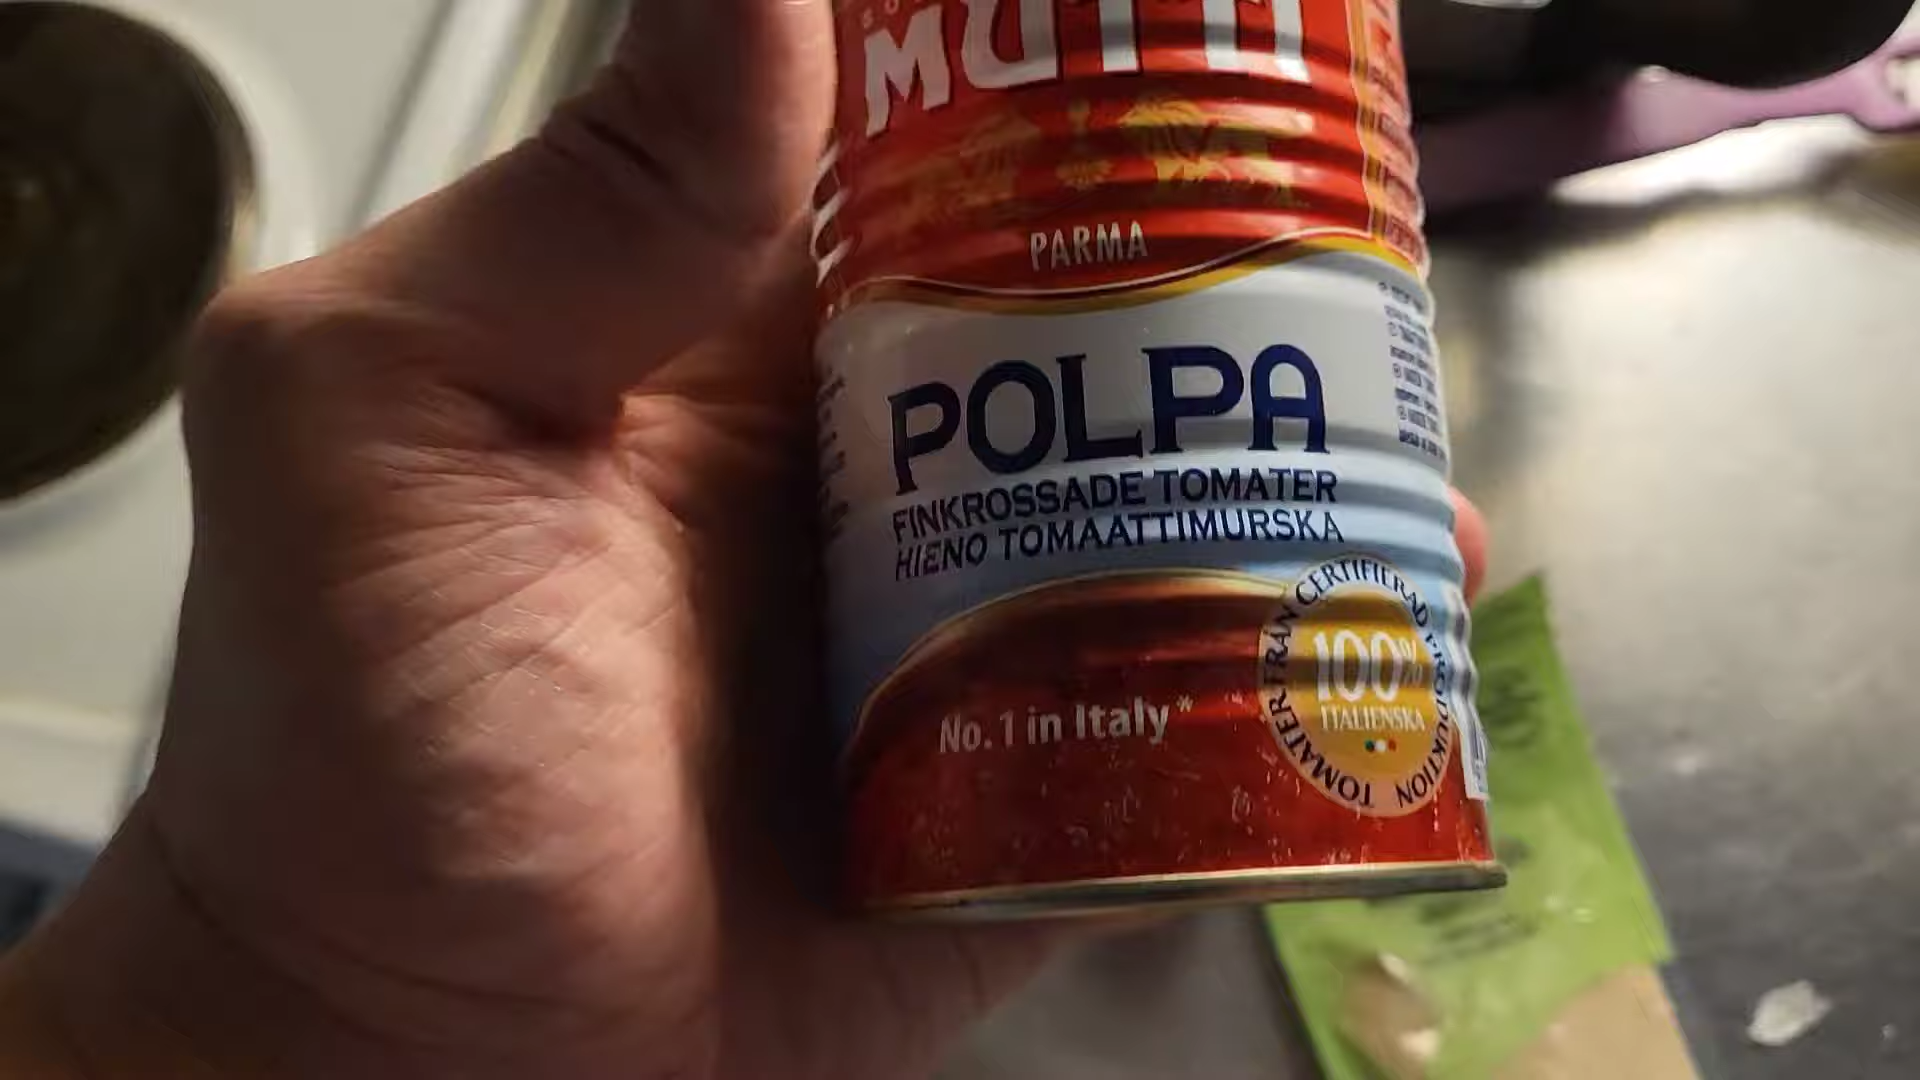 MUTTI
PARMA
POLPA
FINKROSSADE TOMATER
HIENO TOMAATTIMURSKA
No. 1 in Italy*
TOMATER FRÅN CERTIFIERAD PRODUKTION
100%
ITALIENSKA